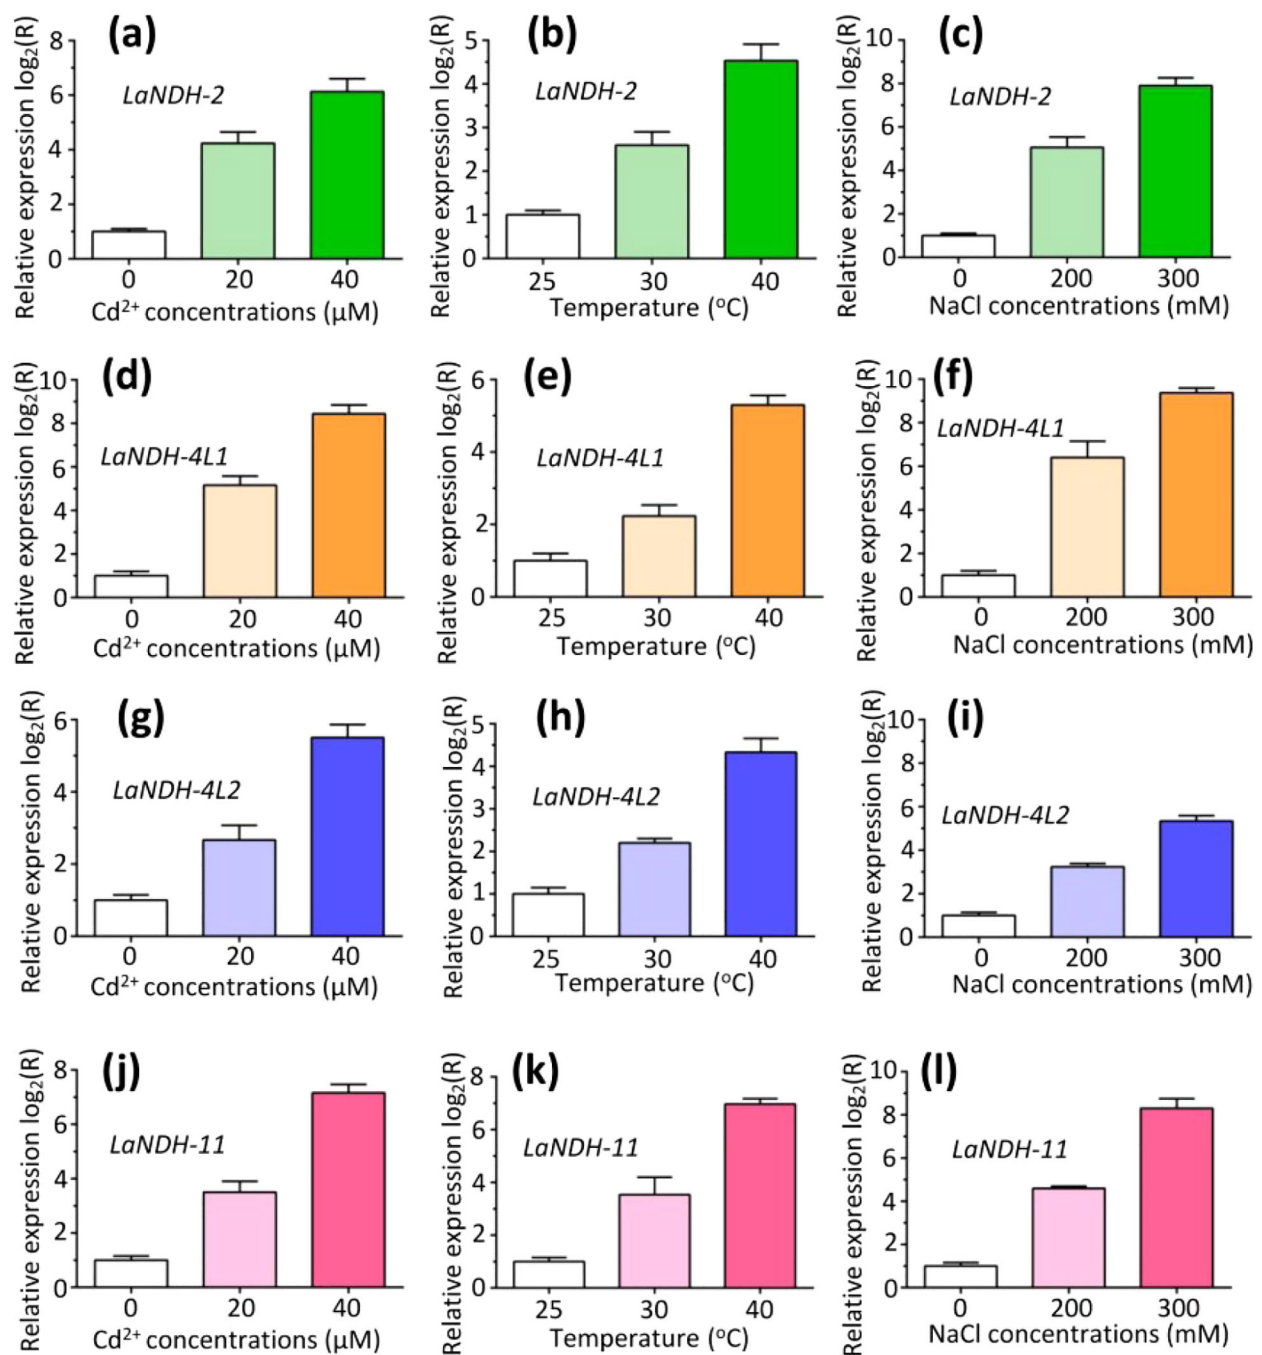 (a)
Relative expression log₂(R)
LaNDH-2
8
6
4
2
0
0 20 40
Cd²⁺ concentrations (µM)
(b)
Relative expression log₂(R)
LaNDH-2
5
4
3
2
1
0
25 30 40
Temperature (°C)
(c)
Relative expression log₂(R)
LaNDH-2
10
8
6
4
2
0
0 200 300
NaCl concentrations (mM)
(d)
Relative expression log₂(R)
LaNDH-4L1
10
8
6
4
2
0
0 20 40
Cd²⁺ concentrations (µM)
(e)
Relative expression log₂(R)
LaNDH-4L1
6
4
2
0
25 30 40
Temperature (°C)
(f)
Relative expression log₂(R)
LaNDH-4L1
10
8
6
4
2
0
0 200 300
NaCl concentrations (mM)
(g)
Relative expression log₂(R)
LaNDH-4L2
6
4
2
0
0 20 40
Cd²⁺ concentrations (µM)
(h)
Relative expression log₂(R)
LaNDH-4L2
5
4
3
2
1
0
25 30 40
Temperature (°C)
(i)
Relative expression log₂(R)
LaNDH-4L2
10
8
6
4
2
0
0 200 300
NaCl concentrations (mM)
(j)
Relative expression log₂(R)
LaNDH-11
8
6
4
2
0
0 20 40
Cd²⁺ concentrations (µM)
(k)
Relative expression log₂(R)
LaNDH-11
8
6
4
2
0
25 30 40
Temperature (°C)
(l)
Relative expression log₂(R)
LaNDH-11
10
8
6
4
2
0
0 200 300
NaCl concentrations (mM)